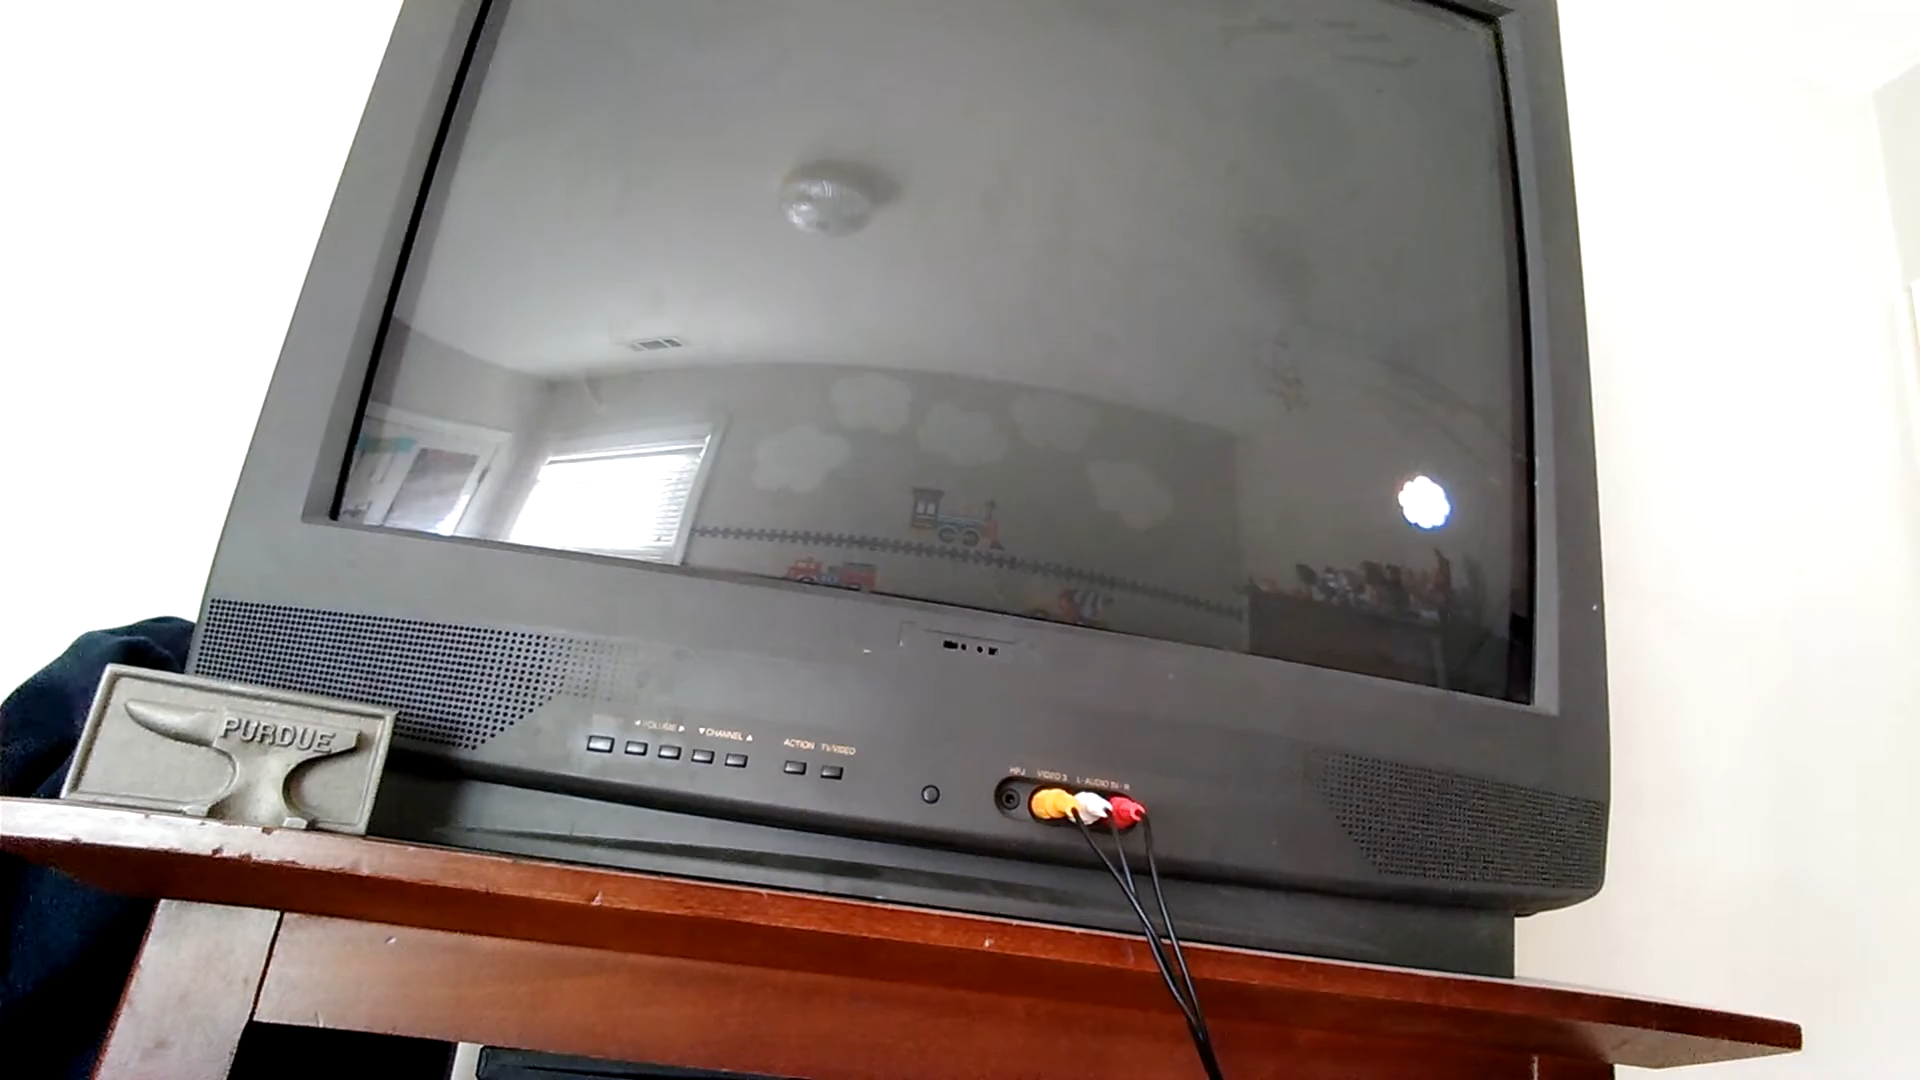 PURDUE
◄ VOLUME ► ▼ CHANNEL ▲ ACTION TV/VIDEO
VIDEO 3 L - AUDIO IN - R